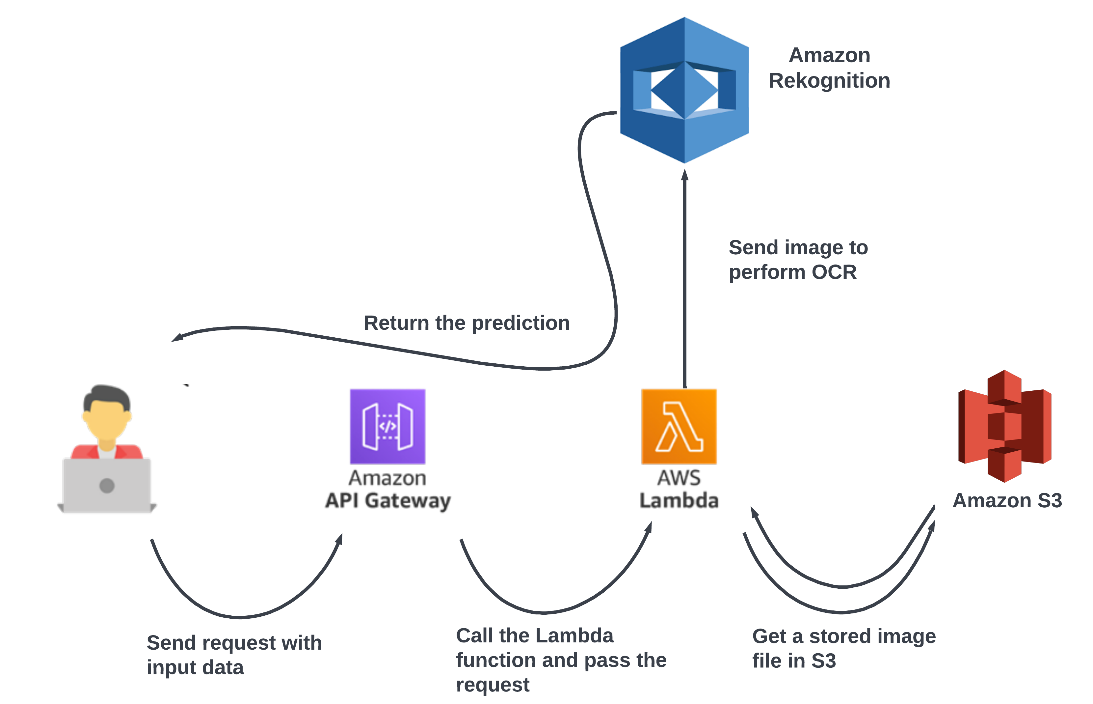 Amazon
Rekognition
Send image to
perform OCR
Return the prediction
</>
Amazon
API Gateway
AWS
Lambda
Amazon S3
Send request with
input data
Call the Lambda
function and pass the
request
Get a stored image
file in S3